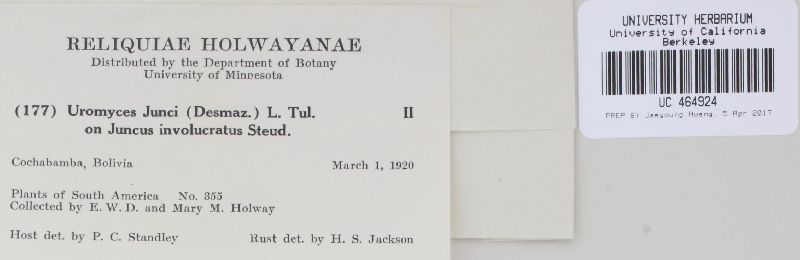 RELIQUIAE HOLWAYANAE
Distributed by the Department of Botany
University of Minnesota
(177) Uromyces Junci (Desmaz.) L. Tul. II
on Juncus involucratus Steud.
Cochabamba, Bolivia March 1, 1920
Plants of South America No. 355
Collected by E. W. D. and Mary M. Holway
Host det. by P. C. Standley Rust det. by H. S. Jackson
UNIVERSITY HERBARIUM
University of California
Berkeley
UC 464924
PREP BY Jaeyoung Huang, 5 Apr 2017